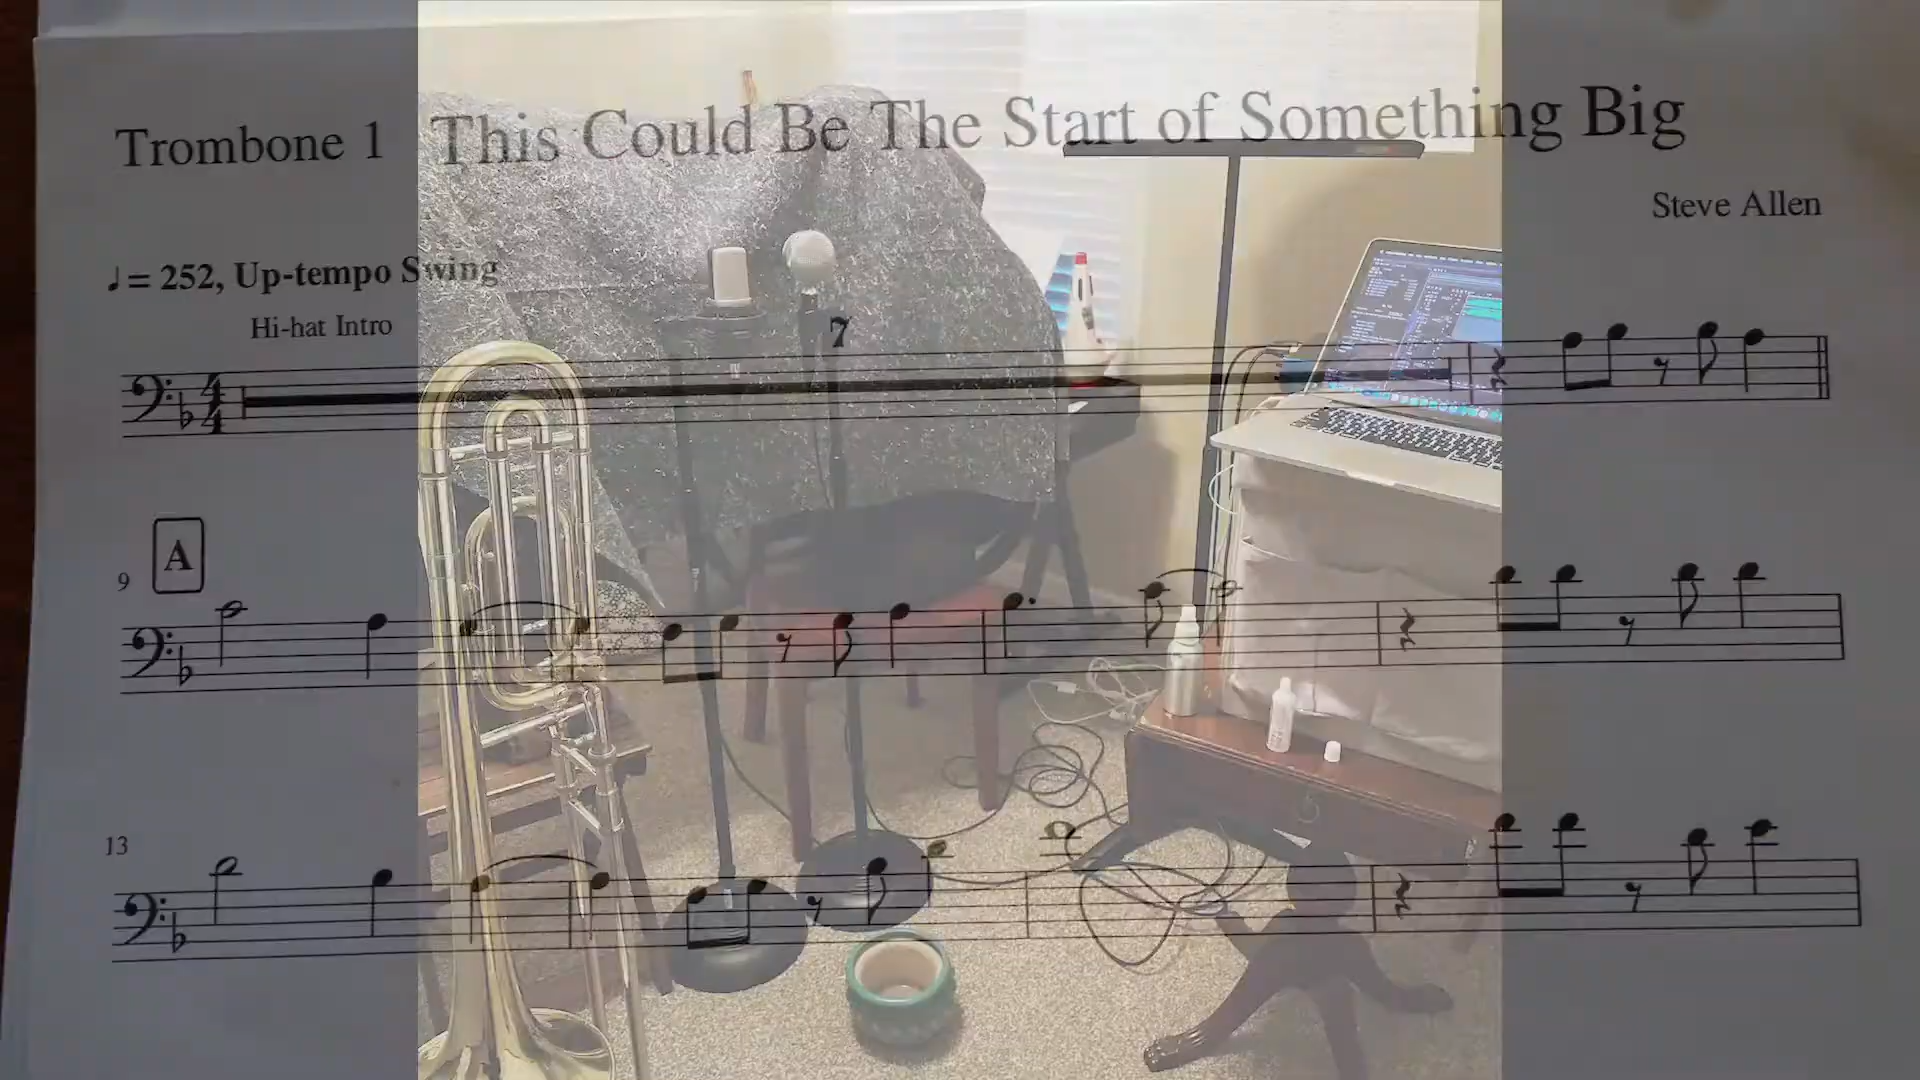 Trombone 1 This Could Be The Start of Something Big
Steve Allen
♩= 252, Up-tempo Swing
Hi-hat Intro
7
9 A
13